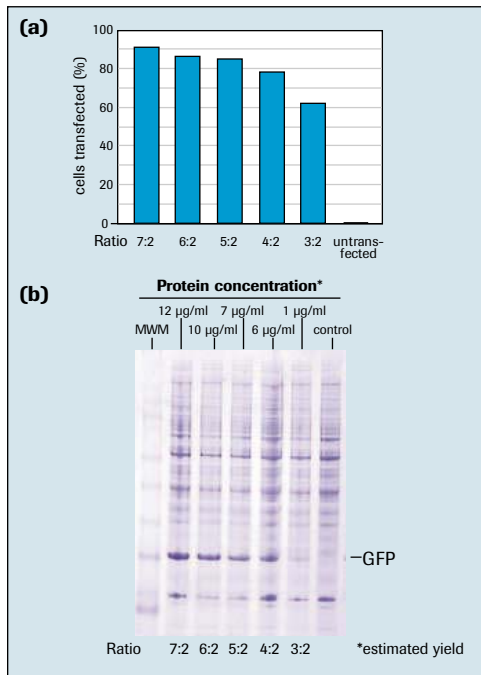 (a)
100
80
60
40
20
0
cells transfected (%)
Ratio 7:2 6:2 5:2 4:2 3:2 untrans-
fected
(b)
Protein concentration*
12 µg/ml 7 µg/ml 1 µg/ml
MWM 10 µg/ml 6 µg/ml control
–GFP
Ratio 7:2 6:2 5:2 4:2 3:2 *estimated yield